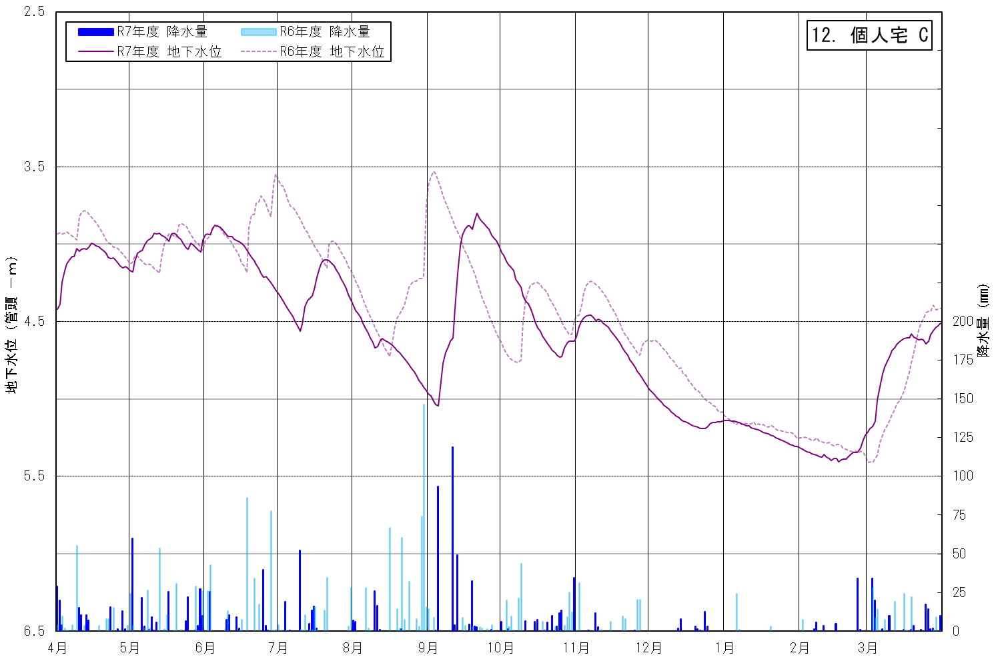 2.5
R7年度 降水量
R6年度 降水量
R7年度 地下水位
R6年度 地下水位
12. 個人宅 C
3.5
4.5
5.5
6.5
地下水位 (管頭 －m)
200
175
150
125
100
75
50
25
0
降水量 (㎜)
4月
5月
6月
7月
8月
9月
10月
11月
12月
1月
2月
3月